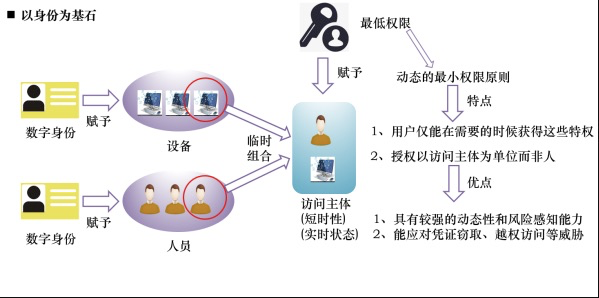 ■ 以身份为基石
最低权限
赋予
动态的最小权限原则
特点
数字身份
赋予
设备
临时
组合
1、用户仅能在需要的时候获得这些特权
2、授权以访问主体为单位而非人
优点
数字身份
赋予
人员
访问主体
(短时性)
(实时状态)
1、具有较强的动态性和风险感知能力
2、能应对凭证窃取、越权访问等威胁